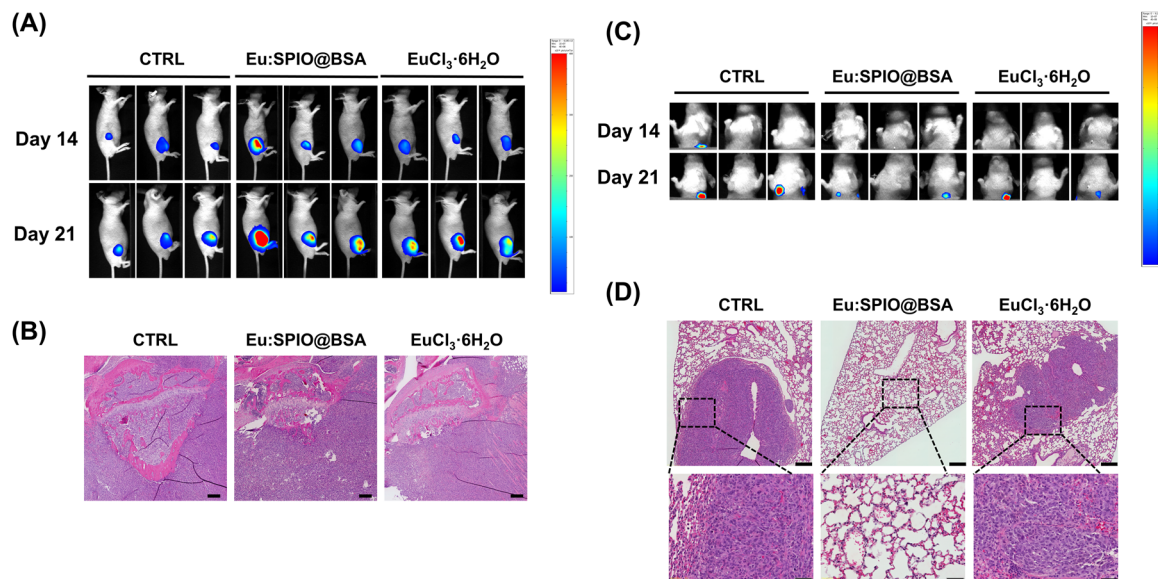 (A)
CTRL
Eu:SPIO@BSA
EuCl₃·6H₂O
Day 14
Day 21
(B)
CTRL
Eu:SPIO@BSA
EuCl₃·6H₂O
(C)
CTRL
Eu:SPIO@BSA
EuCl₃·6H₂O
Day 14
Day 21
(D)
CTRL
Eu:SPIO@BSA
EuCl₃·6H₂O